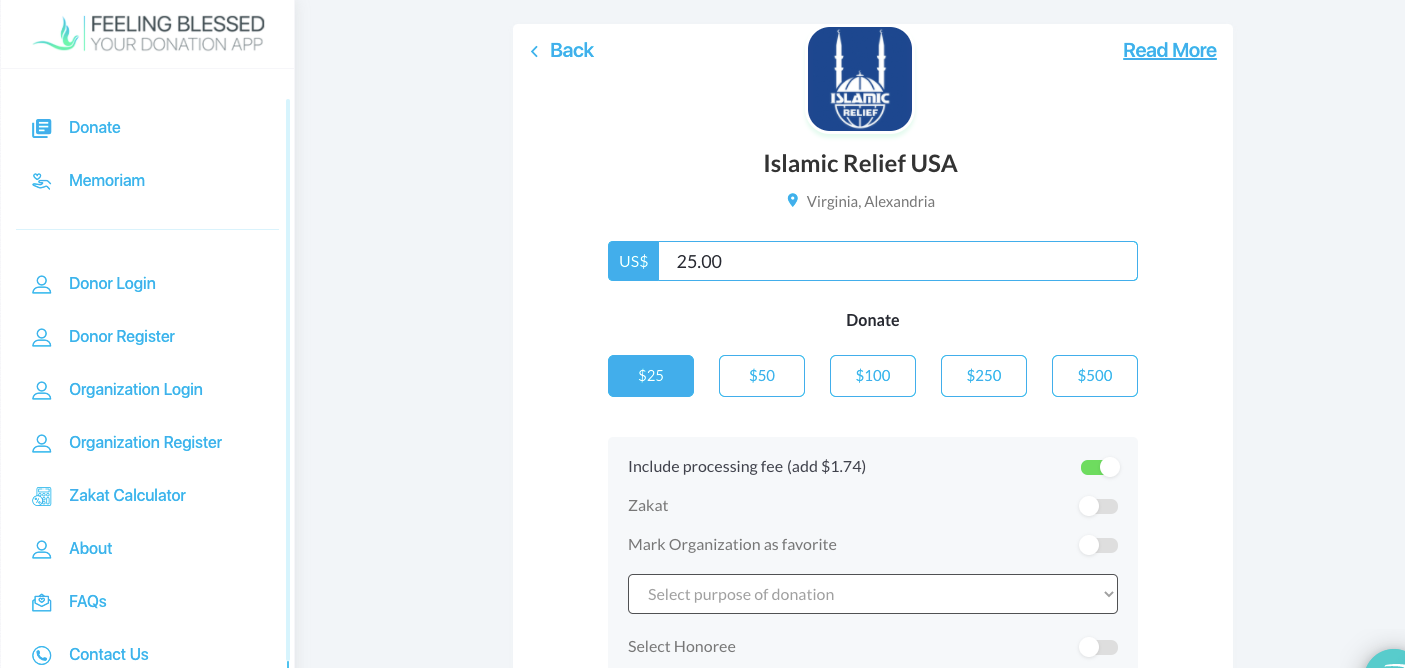 FEELING BLESSED
YOUR DONATION APP
Donate
Memoriam
Donor Login
Donor Register
Organization Login
Organization Register
Zakat Calculator
About
FAQs
Contact Us
Back
Read More
ISLAMIC
RELIEF
Islamic Relief USA
Virginia, Alexandria
US$ 25.00
Donate
$25 $50 $100 $250 $500
Include processing fee (add $1.74)
Zakat
Mark Organization as favorite
Select purpose of donation
Select Honoree